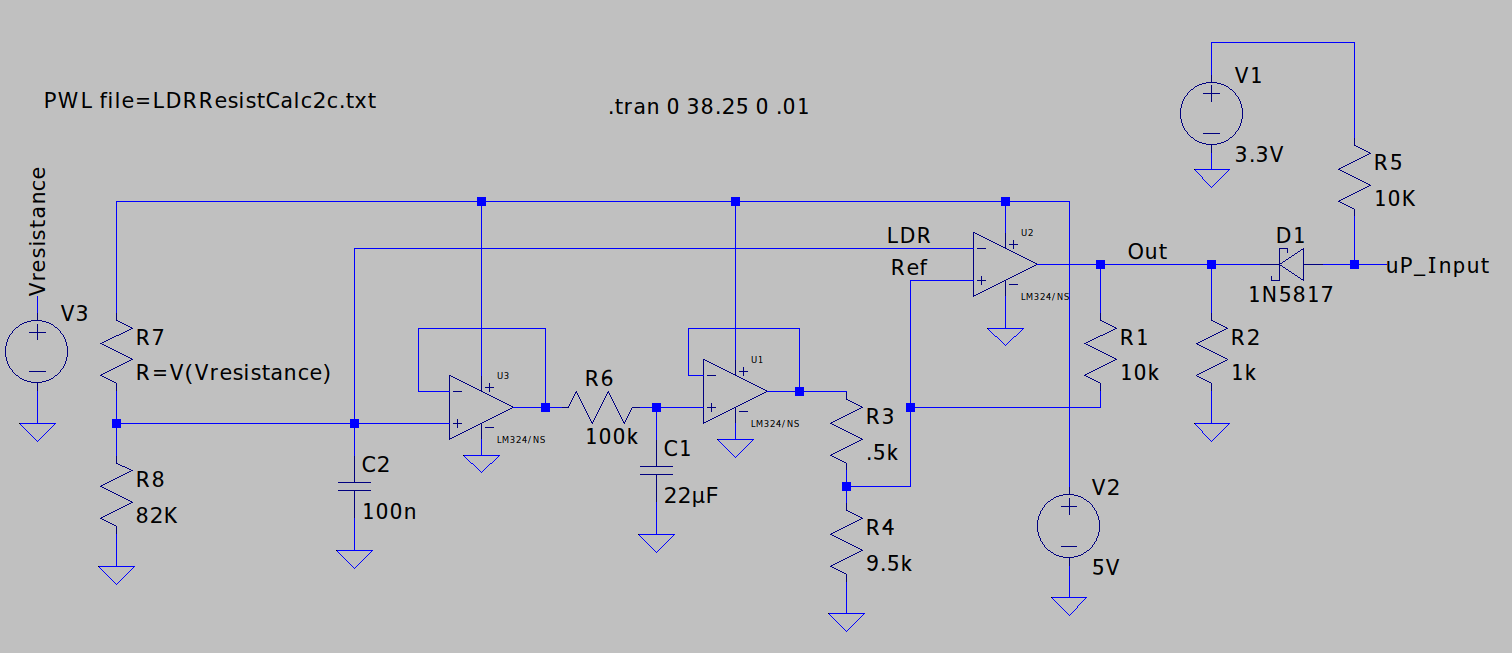 PWL file=LDRResistCalc2c.txt
.tran 0 38.25 0 .01
V1
3.3V
R5
10K
Vresistance
V3
R7
R=V(Vresistance)
LDR
Ref
U2
LM324/NS
Out
D1
1N5817
uP_Input
R1
10k
R2
1k
U3
LM324/NS
R6
100k
U1
LM324/NS
R3
.5k
C1
22µF
C2
100n
R8
82K
R4
9.5k
V2
5V